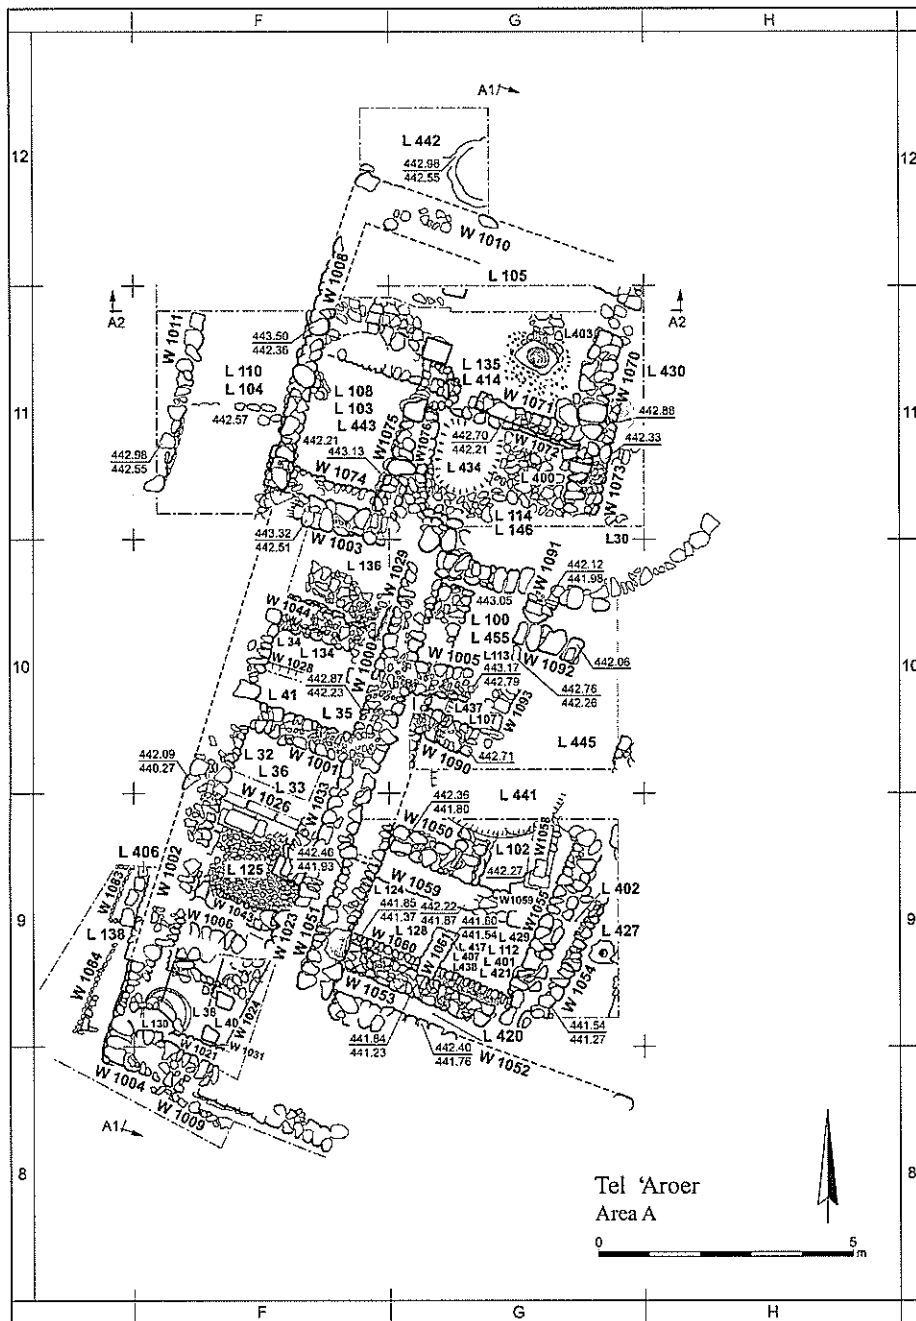 F G H
A1
12 12
L 442
442.98
442.55
W 1010
W 1008
L 105
A2 A2
W 1011
443.50
442.36
L403
W 1070
L 110
L 104
L 135
L 414
L 430
L 108
L 103
L 443
11 11
W 1071
442.57
442.88
W 1075
W 1076
442.70
442.21
W 1072
442.33
442.21
443.13
442.98
442.55
L 434
L 400
W 1073
W 1074
L 114
L 146
L30
443.32
442.51
W 1003
L 136
W 1029
W 1091
442.12
441.98
443.05
W 1044
L 100
L 455
L 34
L 134
W 1000
W 1005
L113
W 1092
442.06
10 10
W 1028
443.17
442.79
442.87
442.23
442.76
442.26
L 41
L 35
L437
L107
W 1093
L 445
442.09
440.27
L 32
L 36
L 33
W 1001
W 1090
442.71
W 1026
W 1033
442.36
441.80
L 441
W 1050
W 1058
L 102
442.27
442.46
441.93
L 406
W 1002
L 125
W 1059
W1059
L 402
W 1083
L 124
441.85
441.37
442.22
441.87
441.60
441.54
W 1055
9 9
W 1043
W 1006
W 1023
W 1051
L 128
L 429
L 427
L 138
W 1060
W 1061
L 417
L 112
L 407
L 401
L 438
L 421
W 1084
W 1054
W 1053
L 38
L 40
W 1024
L 130
L 420
441.54
441.27
W 1021
W 1031
441.84
441.23
442.40
441.76
W 1052
W 1004
W 1009
A1
8 8
Tel 'Aroer
Area A
0 5
m
F G H